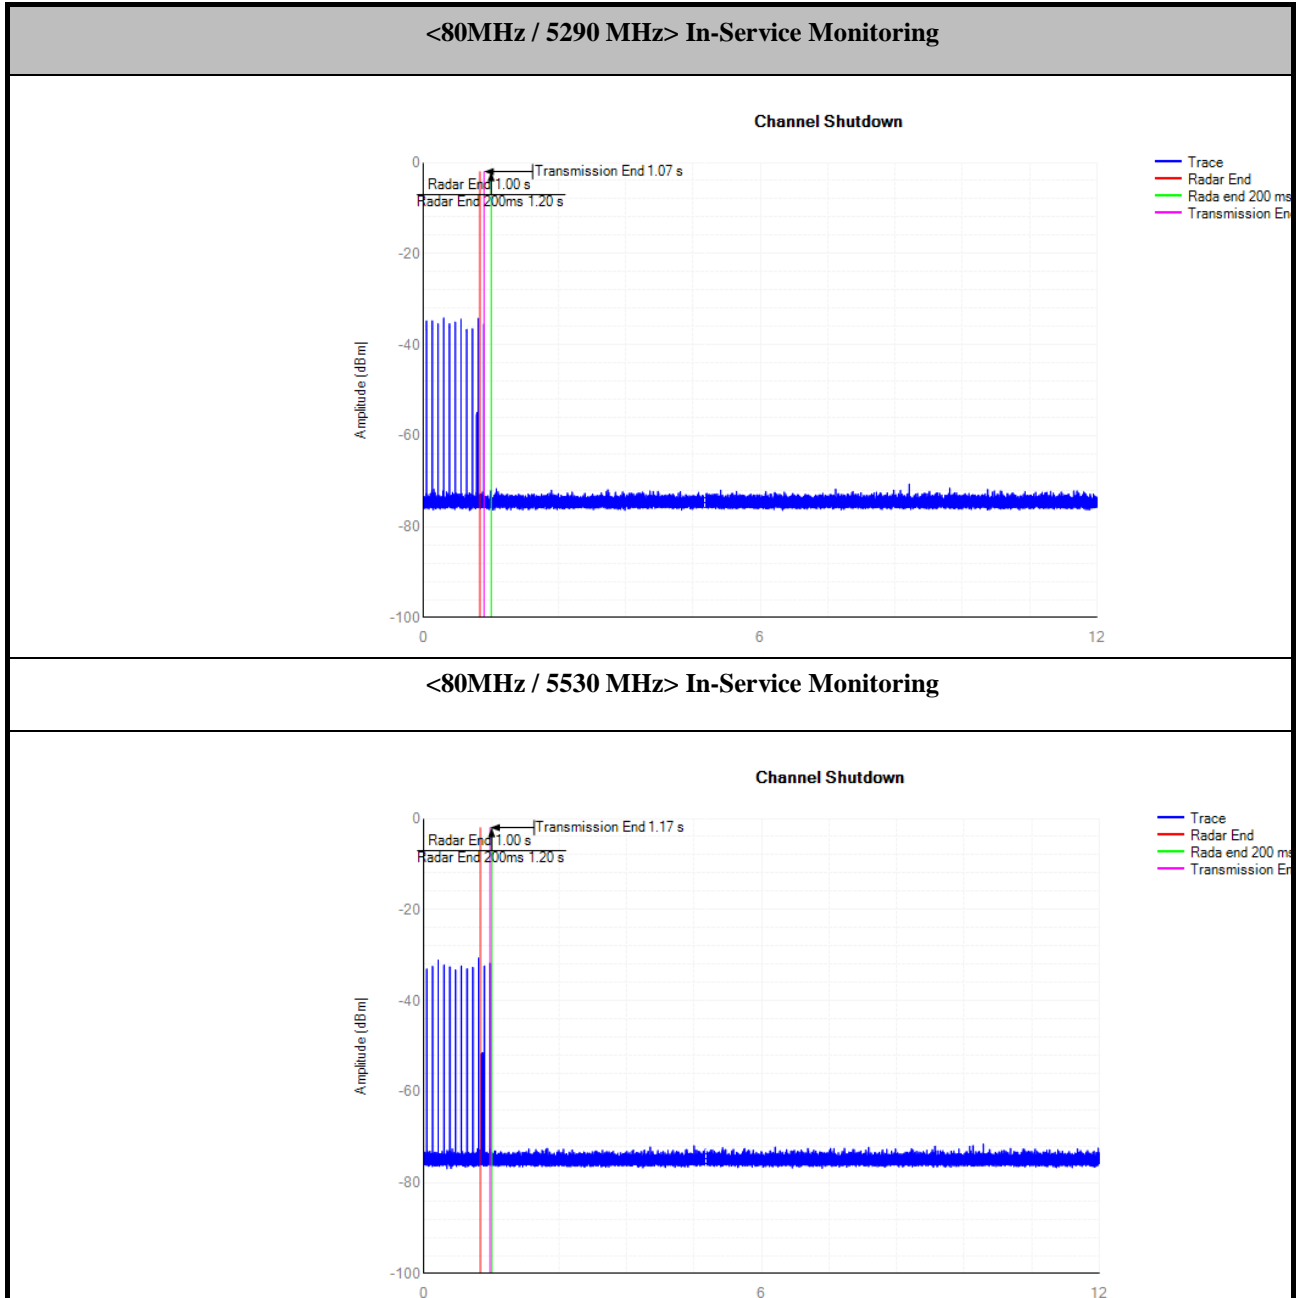 <80MHz / 5290 MHz> In-Service Monitoring
Channel Shutdown
0
Transmission End 1.07 s
Radar End 1.00 s
Radar End 200ms 1.20 s
Trace
Radar End
Rada end 200 ms
Transmission En
-20
-40
-60
-80
-100
Amplitude [dBm]
0
6
12
<80MHz / 5530 MHz> In-Service Monitoring
Channel Shutdown
0
Transmission End 1.17 s
Radar End 1.00 s
Radar End 200ms 1.20 s
Trace
Radar End
Rada end 200 ms
Transmission En
-20
-40
-60
-80
-100
Amplitude [dBm]
0
6
12